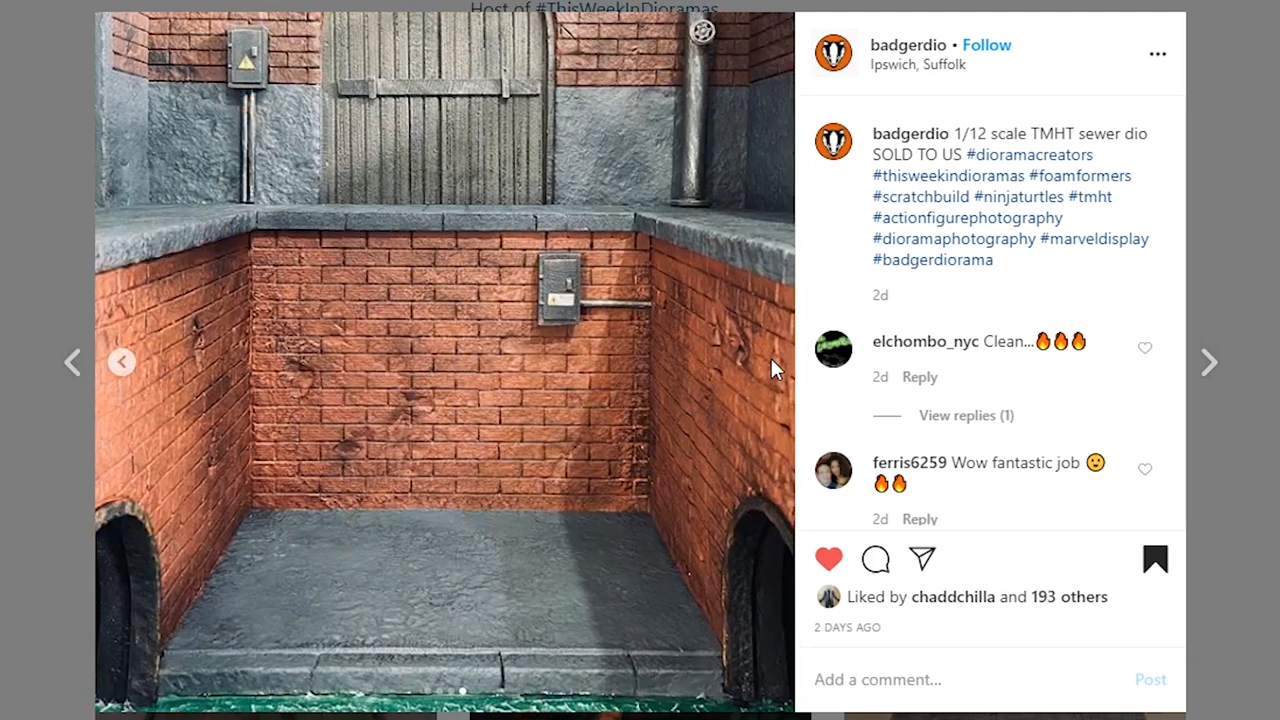 Host of #ThisWeekInDioramas
badgerdio • Follow
Ipswich, Suffolk
badgerdio 1/12 scale TMHT sewer dio
SOLD TO US #dioramacreators
#thisweekindioramas #foamformers
#scratchbuild #ninjaturtles #tmht
#actionfigurephotography
#dioramaphotography #marveldisplay
#badgerdiorama
2d
elchombo_nyc Clean...🔥🔥🔥
2d Reply
View replies (1)
ferris6259 Wow fantastic job 😮
🔥🔥
2d Reply
Liked by chaddchilla and 193 others
2 DAYS AGO
Add a comment... Post